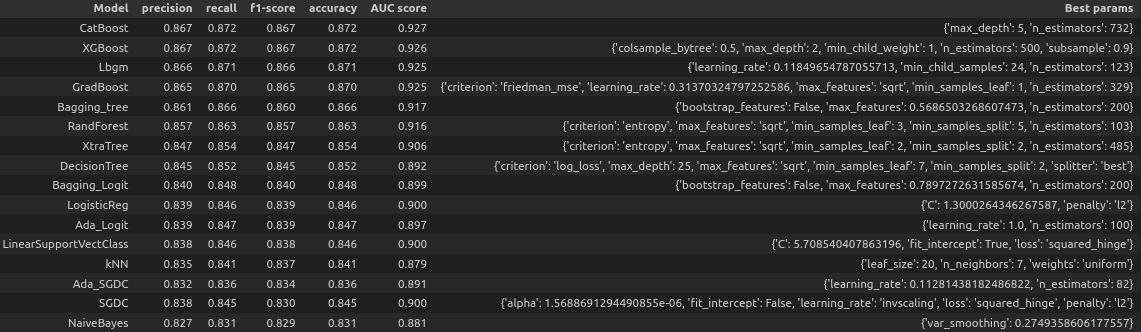 Model precision recall f1-score accuracy AUC score Best params
CatBoost 0.867 0.872 0.867 0.872 0.927 {'max_depth': 5, 'n_estimators': 732}
XGBoost 0.867 0.872 0.867 0.872 0.926 {'colsample_bytree': 0.5, 'max_depth': 2, 'min_child_weight': 1, 'n_estimators': 500, 'subsample': 0.9}
Lbgm 0.866 0.871 0.866 0.871 0.925 {'learning_rate': 0.11849654787055713, 'min_child_samples': 24, 'n_estimators': 123}
GradBoost 0.865 0.870 0.865 0.870 0.925 {'criterion': 'friedman_mse', 'learning_rate': 0.31370324797252586, 'max_features': 'sqrt', 'min_samples_leaf': 1, 'n_estimators': 329}
Bagging_tree 0.861 0.866 0.860 0.866 0.917 {'bootstrap_features': False, 'max_features': 0.5686503268607473, 'n_estimators': 200}
RandForest 0.857 0.863 0.857 0.863 0.916 {'criterion': 'entropy', 'max_features': 'sqrt', 'min_samples_leaf': 3, 'min_samples_split': 5, 'n_estimators': 103}
XtraTree 0.847 0.854 0.847 0.854 0.906 {'criterion': 'entropy', 'max_features': 'sqrt', 'min_samples_leaf': 2, 'min_samples_split': 2, 'n_estimators': 485}
DecisionTree 0.845 0.852 0.845 0.852 0.892 {'criterion': 'log_loss', 'max_depth': 25, 'max_features': 'sqrt', 'min_samples_leaf': 7, 'min_samples_split': 2, 'splitter': 'best'}
Bagging_Logit 0.840 0.848 0.840 0.848 0.899 {'bootstrap_features': False, 'max_features': 0.7897272631585674, 'n_estimators': 200}
LogisticReg 0.839 0.846 0.839 0.846 0.900 {'C': 1.3000264346267587, 'penalty': 'l2'}
Ada_Logit 0.839 0.847 0.839 0.847 0.897 {'learning_rate': 1.0, 'n_estimators': 100}
LinearSupportVectClass 0.838 0.846 0.838 0.846 0.900 {'C': 5.708540407863196, 'fit_intercept': True, 'loss': 'squared_hinge'}
kNN 0.835 0.841 0.837 0.841 0.879 {'leaf_size': 20, 'n_neighbors': 7, 'weights': 'uniform'}
Ada_SGDC 0.832 0.836 0.834 0.836 0.891 {'learning_rate': 0.11281438182486822, 'n_estimators': 82}
SGDC 0.838 0.845 0.830 0.845 0.900 {'alpha': 1.5688691294490855e-06, 'fit_intercept': False, 'learning_rate': 'invscaling', 'loss': 'squared_hinge', 'penalty': 'l2'}
NaiveBayes 0.827 0.831 0.829 0.831 0.881 {'var_smoothing': 0.2749358606177557}